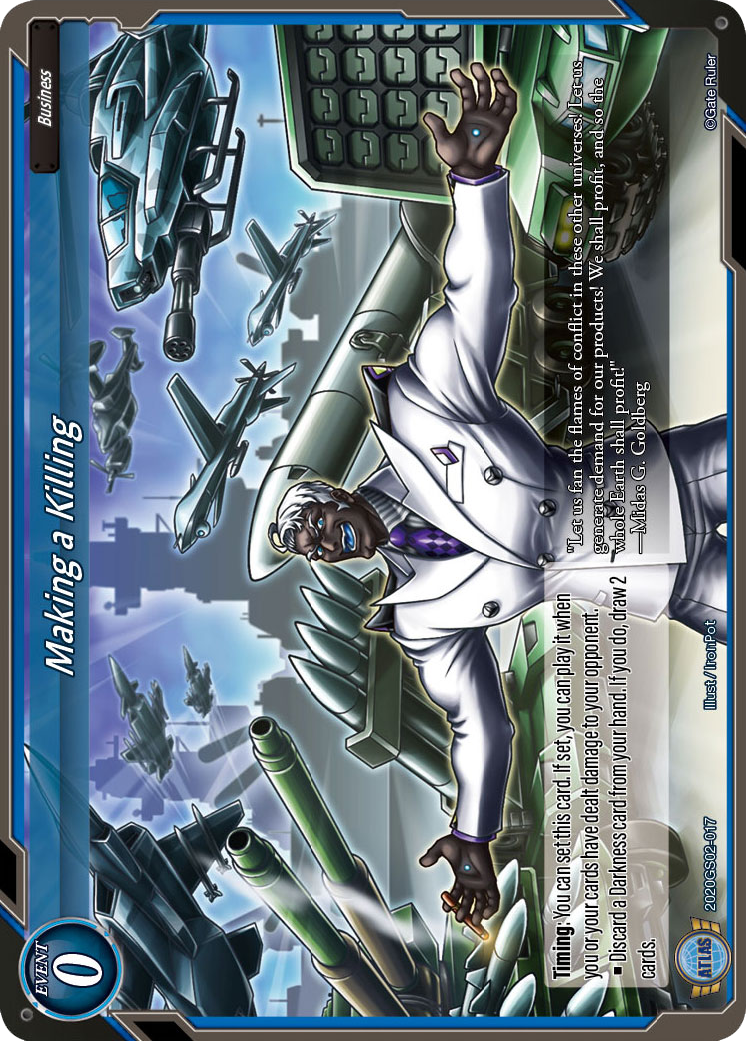 EVENT
0
Making a Killing
Business
Timing: You can set this card. If set, you can play it when
you or your cards have dealt damage to your opponent.
▪ Discard a Darkness card from your hand. If you do, draw 2
cards.
"Let us fan the flames of conflict in these other universes! Let us
generate demand for our products! We shall profit, and so the
whole Earth shall profit!"
—Midas G. Goldberg
ATLAS
2020GS02-017
Illust/IronPot
©Gate Ruler